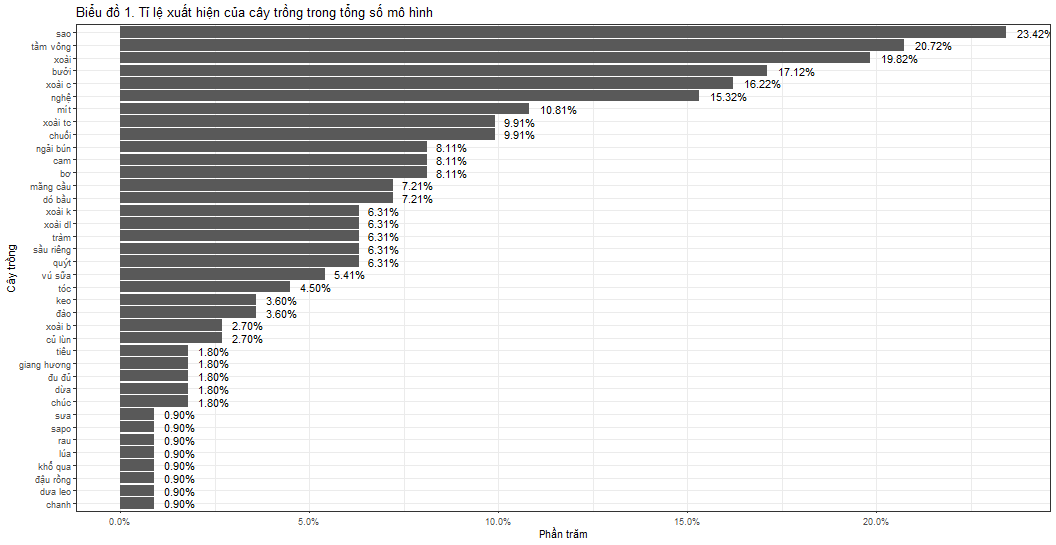 Biểu đồ 1. Tỉ lệ xuất hiện của cây trồng trong tổng số mô hình
sao 23.42%
tầm vông 20.72%
xoài 19.82%
bưởi 17.12%
xoài c 16.22%
nghệ 15.32%
mít 10.81%
xoài tc 9.91%
chuối 9.91%
ngải bún 8.11%
cam 8.11%
bơ 8.11%
mãng cầu 7.21%
dó bầu 7.21%
xoài k 6.31%
xoài dl 6.31%
tràm 6.31%
sầu riêng 6.31%
quýt 6.31%
vú sữa 5.41%
tóc 4.50%
keo 3.60%
đào 3.60%
xoài b 2.70%
củ lùn 2.70%
tiêu 1.80%
giang hương 1.80%
đu đủ 1.80%
dừa 1.80%
chúc 1.80%
sưa 0.90%
sapo 0.90%
rau 0.90%
lúa 0.90%
khổ qua 0.90%
đậu rồng 0.90%
dưa leo 0.90%
chanh 0.90%
Cây trồng
0.0% 5.0% 10.0% 15.0% 20.0%
Phần trăm